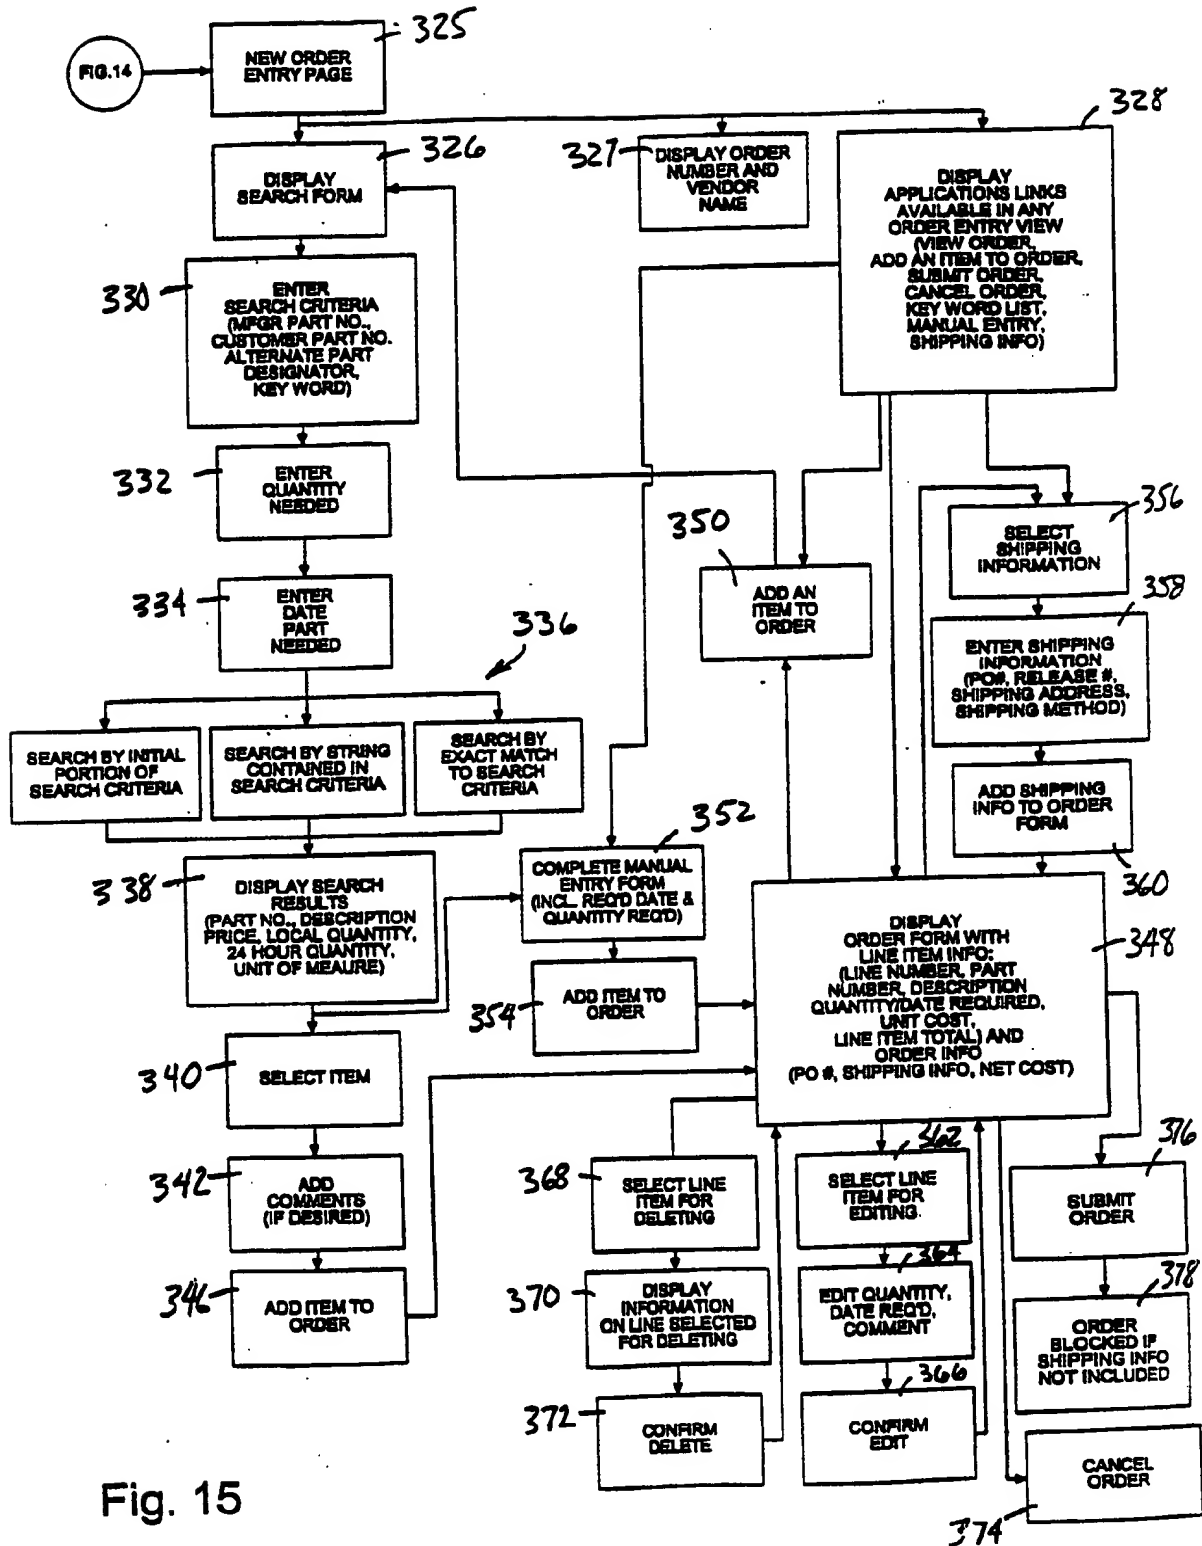 325
FIG.14
NEW ORDER
ENTRY PAGE
328
326
DISPLAY
SEARCH FORM
327
DISPLAY ORDER
NUMBER AND
VENDOR
NAME
DISPLAY
APPLICATIONS LINKS
AVAILABLE IN ANY
ORDER ENTRY VIEW
(VIEW ORDER,
ADD AN ITEM TO ORDER,
SUBMIT ORDER,
CANCEL ORDER,
KEY WORD LIST,
MANUAL ENTRY,
SHIPPING INFO)
330
ENTER
SEARCH CRITERIA
(MFGR PART NO.,
CUSTOMER PART NO.
ALTERNATE PART
DESIGNATOR,
KEY WORD)
332
ENTER
QUANTITY
NEEDED
334
ENTER
DATE
PART
NEEDED
336
350
ADD AN
ITEM TO
ORDER
356
SELECT
SHIPPING
INFORMATION
358
ENTER SHIPPING
INFORMATION
(PO#, RELEASE #,
SHIPPING ADDRESS,
SHIPPING METHOD)
SEARCH BY INITIAL
PORTION OF
SEARCH CRITERIA
SEARCH BY STRING
CONTAINED IN
SEARCH CRITERIA
SEARCH BY
EXACT MATCH
TO SEARCH
CRITERIA
ADD SHIPPING
INFO TO ORDER
FORM
360
338
DISPLAY SEARCH
RESULTS
(PART NO., DESCRIPTION
PRICE, LOCAL QUANTITY,
24 HOUR QUANTITY,
UNIT OF MEAURE)
352
COMPLETE MANUAL
ENTRY FORM
(INCL. REQ'D DATE &
QUANTITY REQ'D)
354
ADD ITEM TO
ORDER
348
DISPLAY
ORDER FORM WITH
LINE ITEM INFO:
(LINE NUMBER, PART
NUMBER, DESCRIPTION
QUANTITY/DATE REQUIRED,
UNIT COST,
LINE ITEM TOTAL) AND
ORDER INFO
(PO #, SHIPPING INFO, NET COST)
340
SELECT ITEM
342
ADD
COMMENTS
(IF DESIRED)
346
ADD ITEM TO
ORDER
368
SELECT LINE
ITEM FOR
DELETING
362
SELECT LINE
ITEM FOR
EDITING
376
SUBMIT
ORDER
370
DISPLAY
INFORMATION
ON LINE SELECTED
FOR DELETING
364
EDIT QUANTITY,
DATE REQ'D,
COMMENT
378
ORDER
BLOCKED IF
SHIPPING INFO
NOT INCLUDED
372
CONFIRM
DELETE
366
CONFIRM
EDIT
CANCEL
ORDER
374
Fig. 15